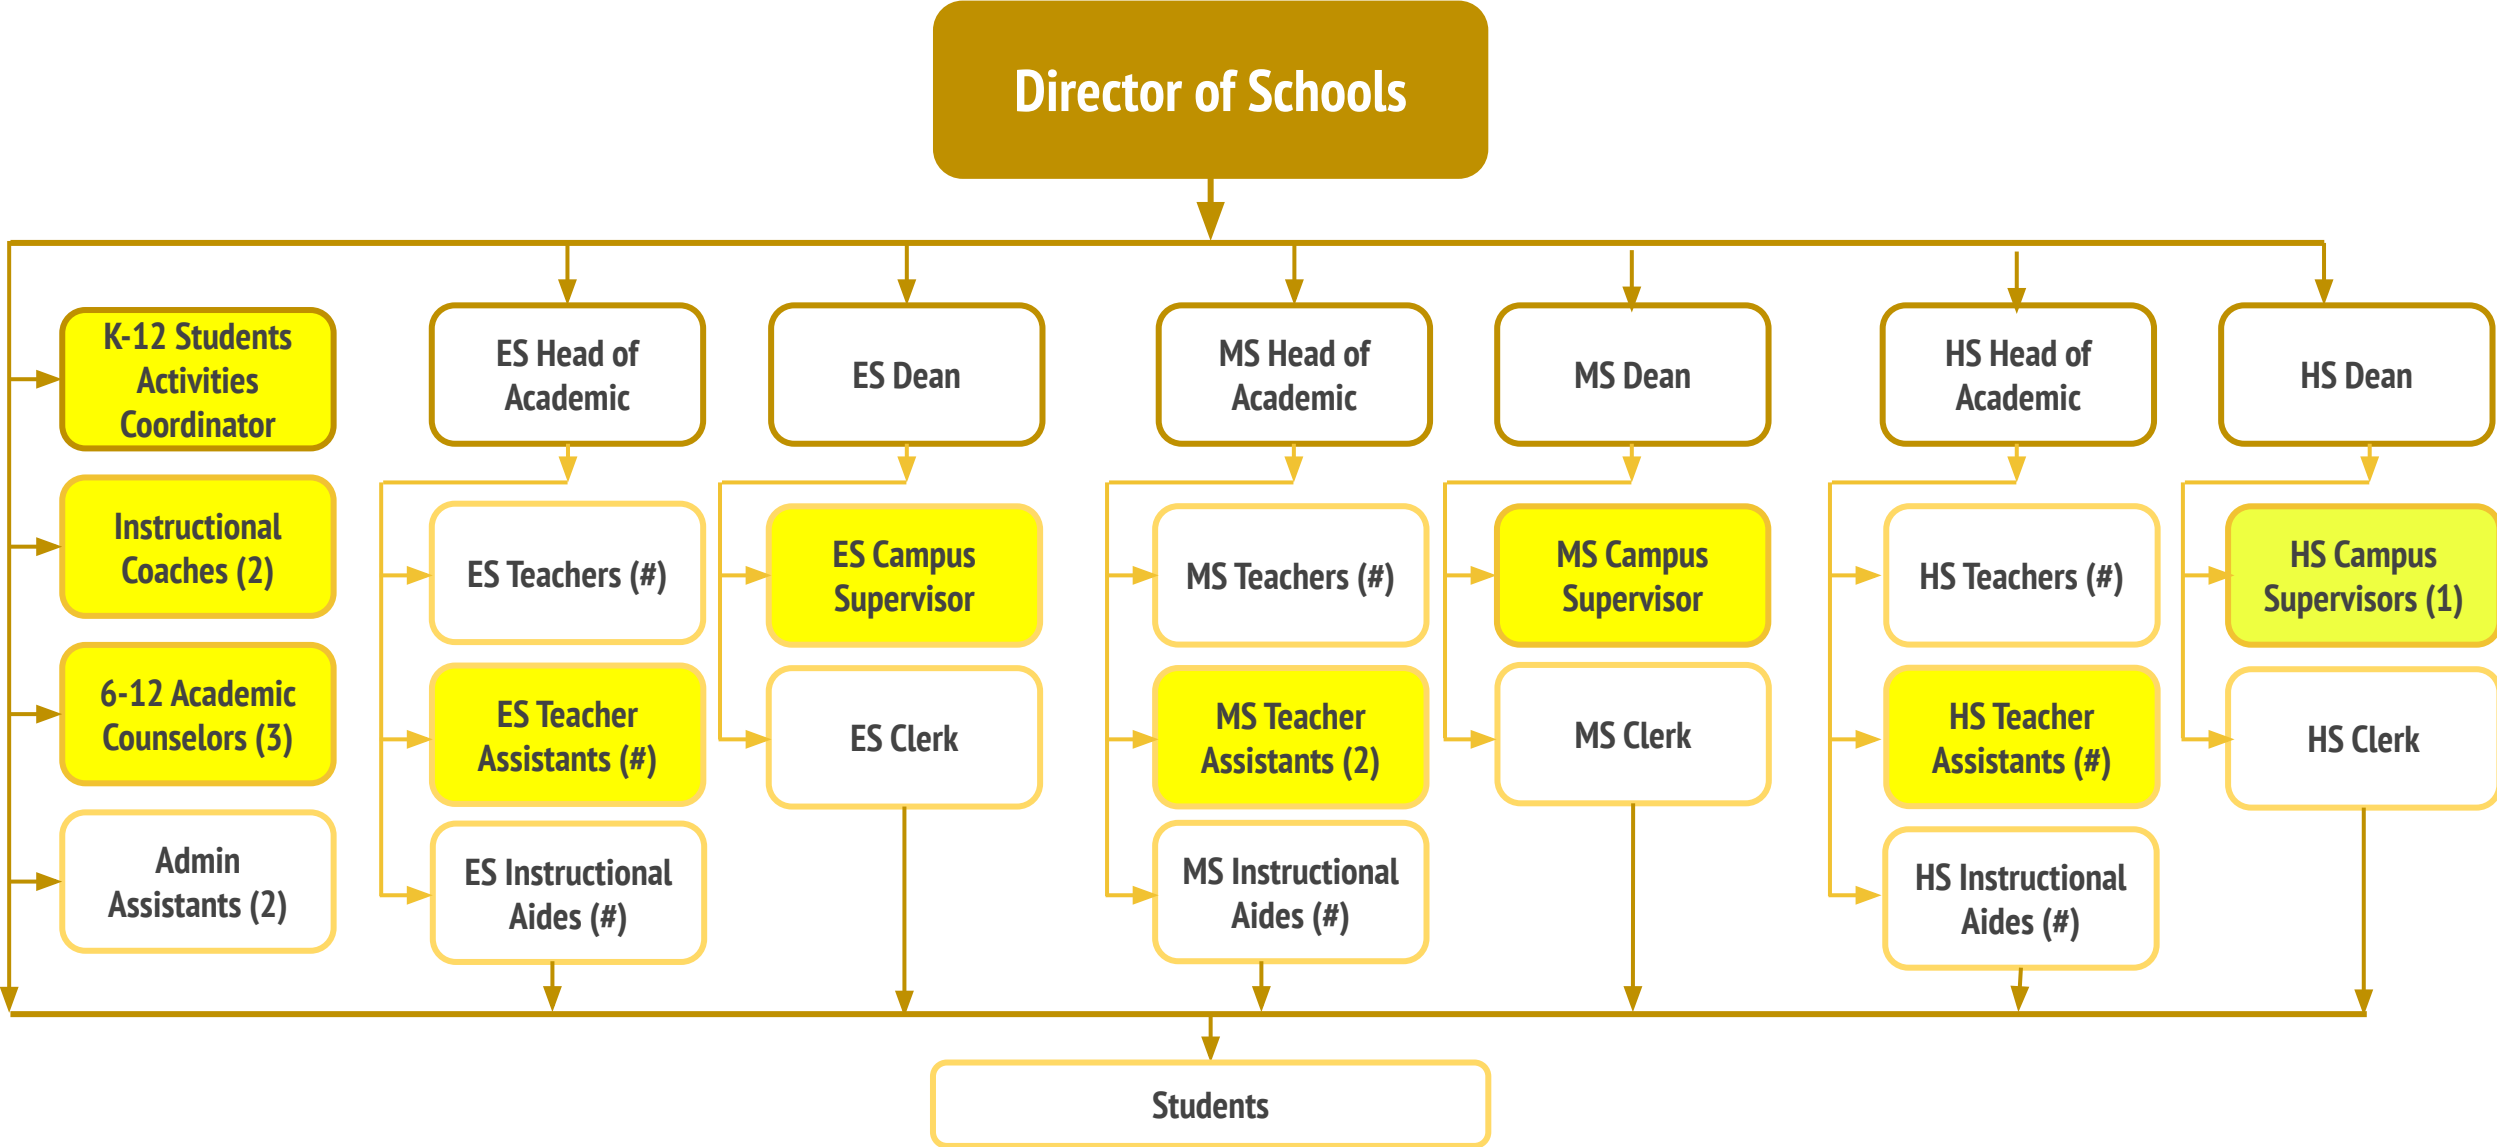 Director of Schools
K-12 Students
Activities
Coordinator
Instructional
Coaches (2)
6-12 Academic
Counselors (3)
Admin
Assistants (2)
ES Head of
Academic
ES Teachers (#)
ES Teacher
Assistants (#)
ES Instructional
Aides (#)
ES Dean
ES Campus
Supervisor
ES Clerk
MS Head of
Academic
MS Teachers (#)
MS Teacher
Assistants (2)
MS Instructional
Aides (#)
MS Dean
MS Campus
Supervisor
MS Clerk
HS Head of
Academic
HS Teachers (#)
HS Teacher
Assistants (#)
HS Instructional
Aides (#)
HS Dean
HS Campus
Supervisors (1)
HS Clerk
Students